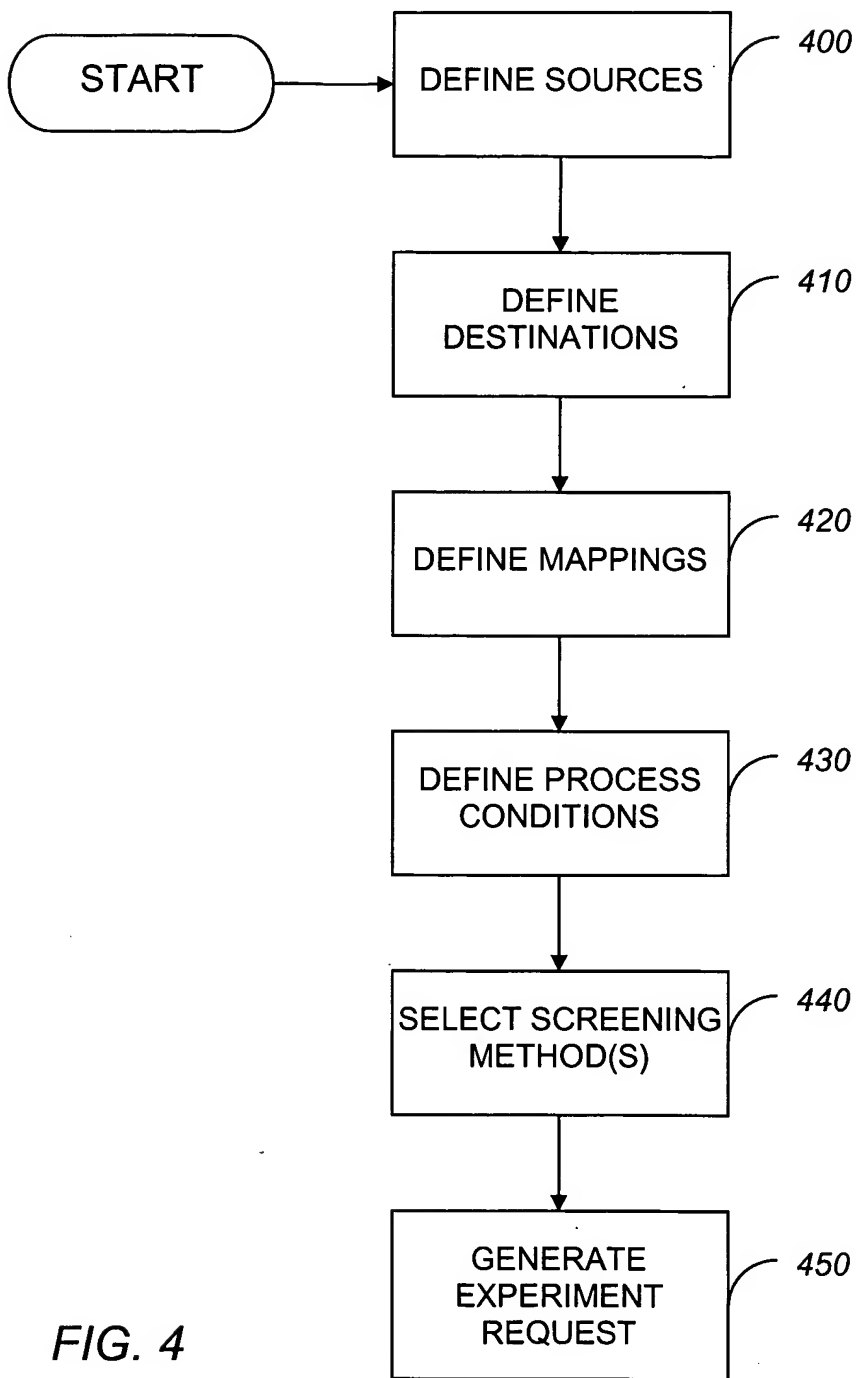 START
DEFINE SOURCES
400
DEFINE
DESTINATIONS
410
DEFINE MAPPINGS
420
DEFINE PROCESS
CONDITIONS
430
SELECT SCREENING
METHOD(S)
440
GENERATE
EXPERIMENT
REQUEST
450
FIG. 4